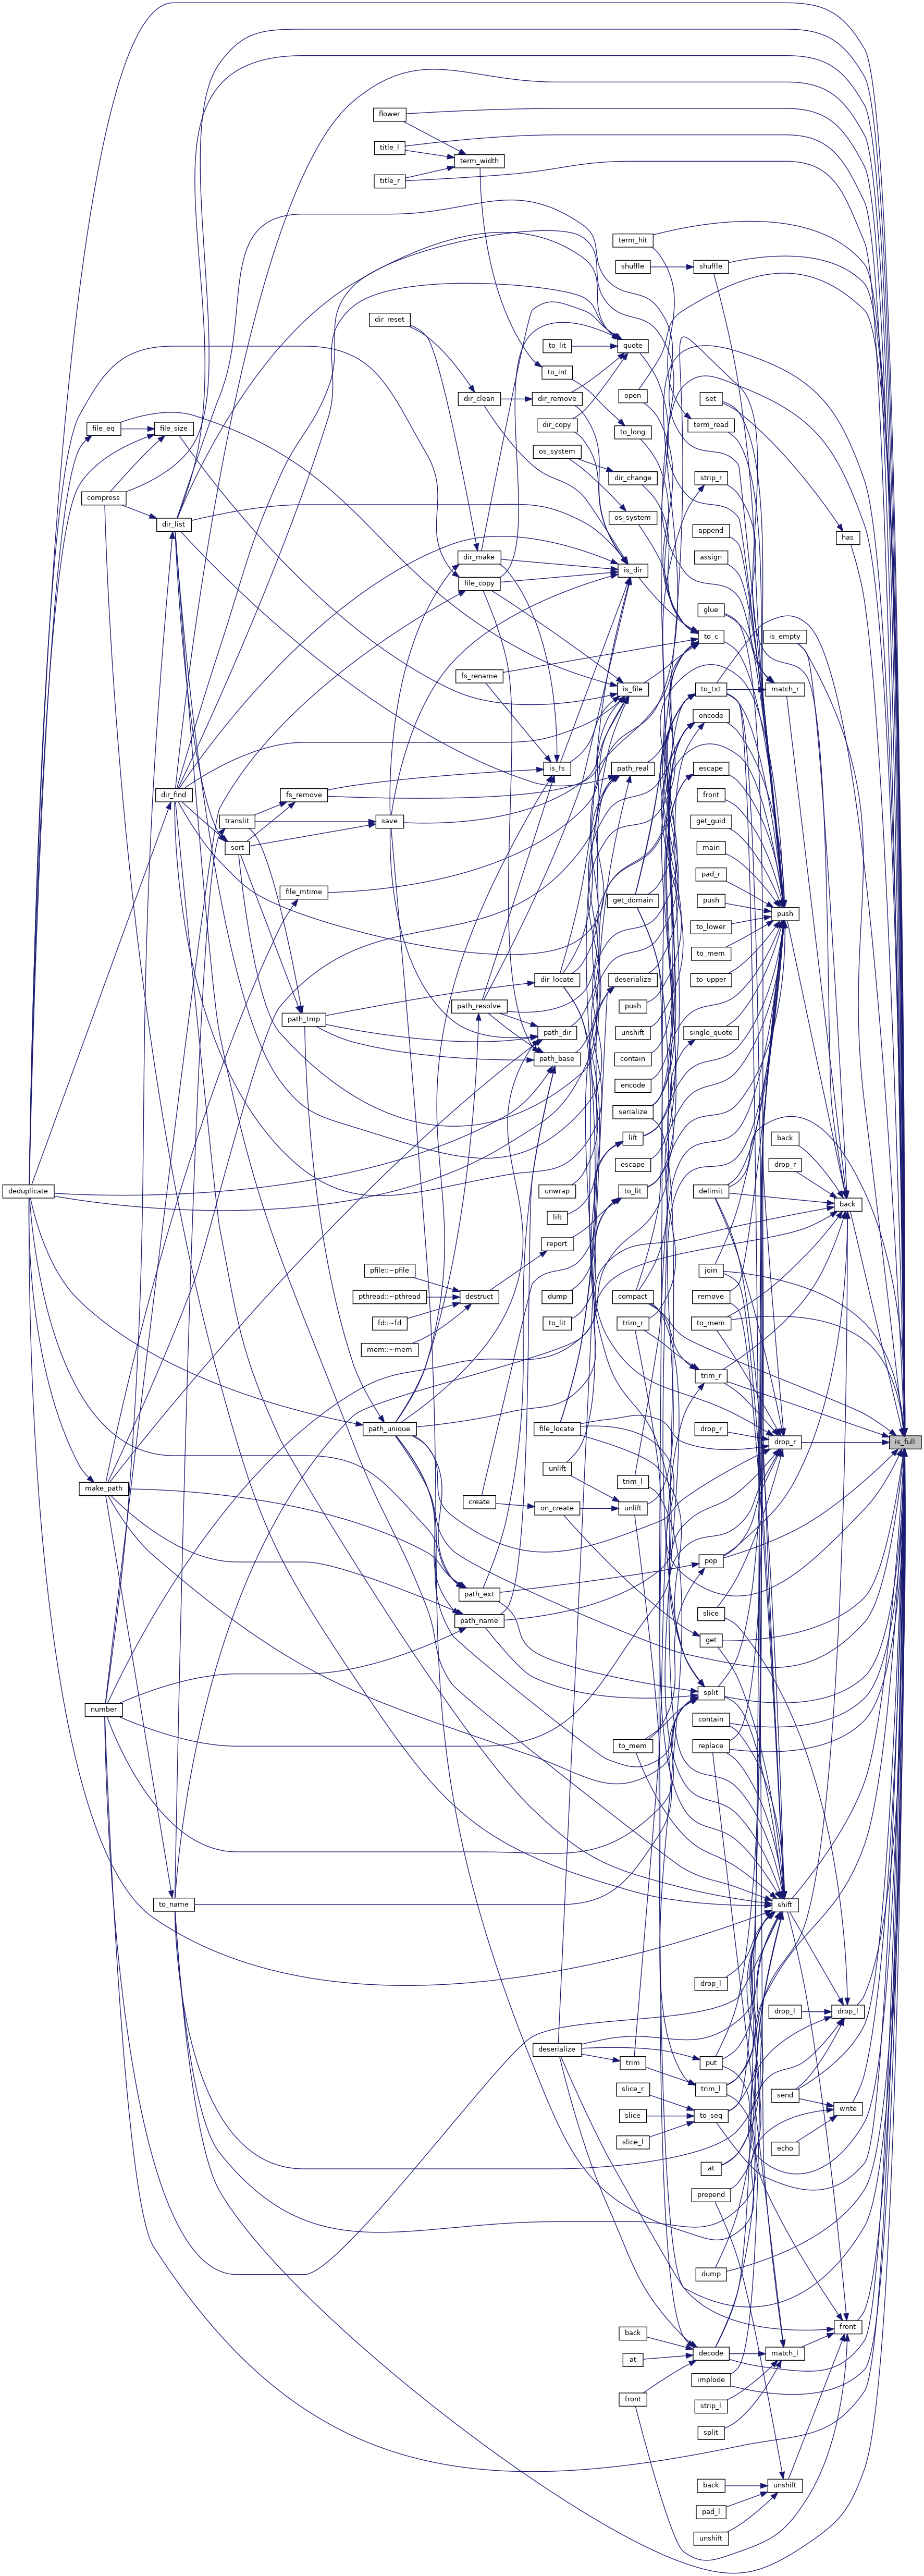 flower
title_l
term_width
title_r
term_hit
shuffle
shuffle
dir_reset
to_lit
quote
to_int
dir_clean
dir_remove
open
set
dir_copy
term_read
file_eq
file_size
to_long
os_system
dir_change
strip_r
compress
os_system
dir_list
append
has
dir_make
assign
file_copy
is_dir
glue
to_c
is_empty
fs_rename
is_file
to_txt
match_r
encode
is_fs
path_real
escape
dir_find
fs_remove
front
translit
save
get_guid
sort
main
file_mtime
pad_r
get_domain
push
push
to_lower
to_mem
dir_locate
deserialize
to_upper
path_resolve
push
path_tmp
path_dir
unshift
single_quote
path_base
contain
encode
serialize
lift
back
escape
drop_r
deduplicate
unwrap
to_lit
delimit
back
lift
report
pfile::~pfile
join
pthread::~pthread
destruct
dump
compact
remove
fd::~fd
to_lit
trim_r
to_mem
mem::~mem
trim_r
path_unique
file_locate
drop_r
drop_r
is_full
unlift
trim_l
make_path
create
on_create
unlift
pop
path_ext
path_name
slice
get
number
split
contain
to_mem
replace
to_name
shift
drop_l
drop_l
drop_l
deserialize
trim
put
trim_l
send
slice_r
slice
to_seq
write
slice_l
echo
at
prepend
dump
back
front
at
decode
match_l
front
implode
strip_l
split
back
unshift
pad_l
unshift